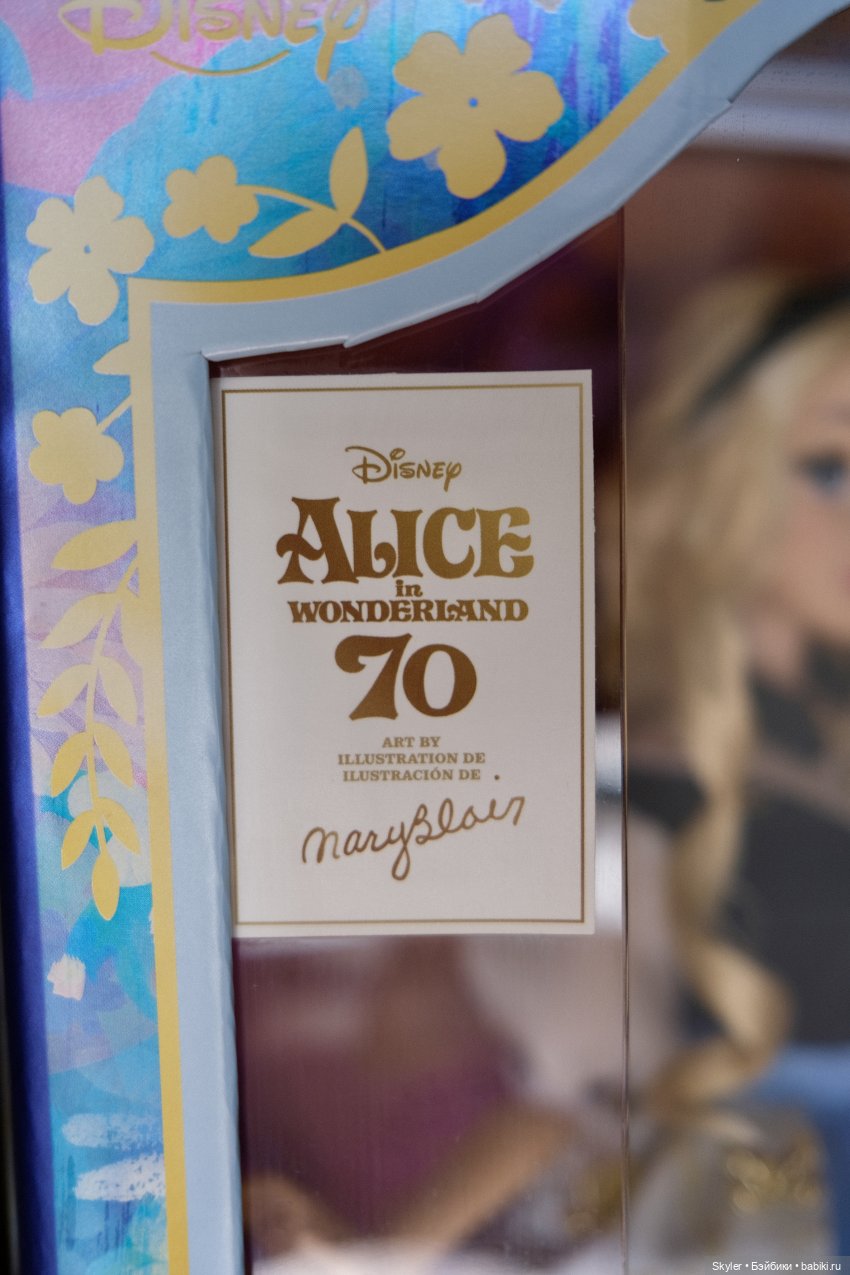 Disney
Disney
ALICE
in
WONDERLAND
70
ART BY
ILLUSTRATION DE
ILUSTRACIÓN DE
Mary Blair
Skyler • Бэйбики • babiki.ru